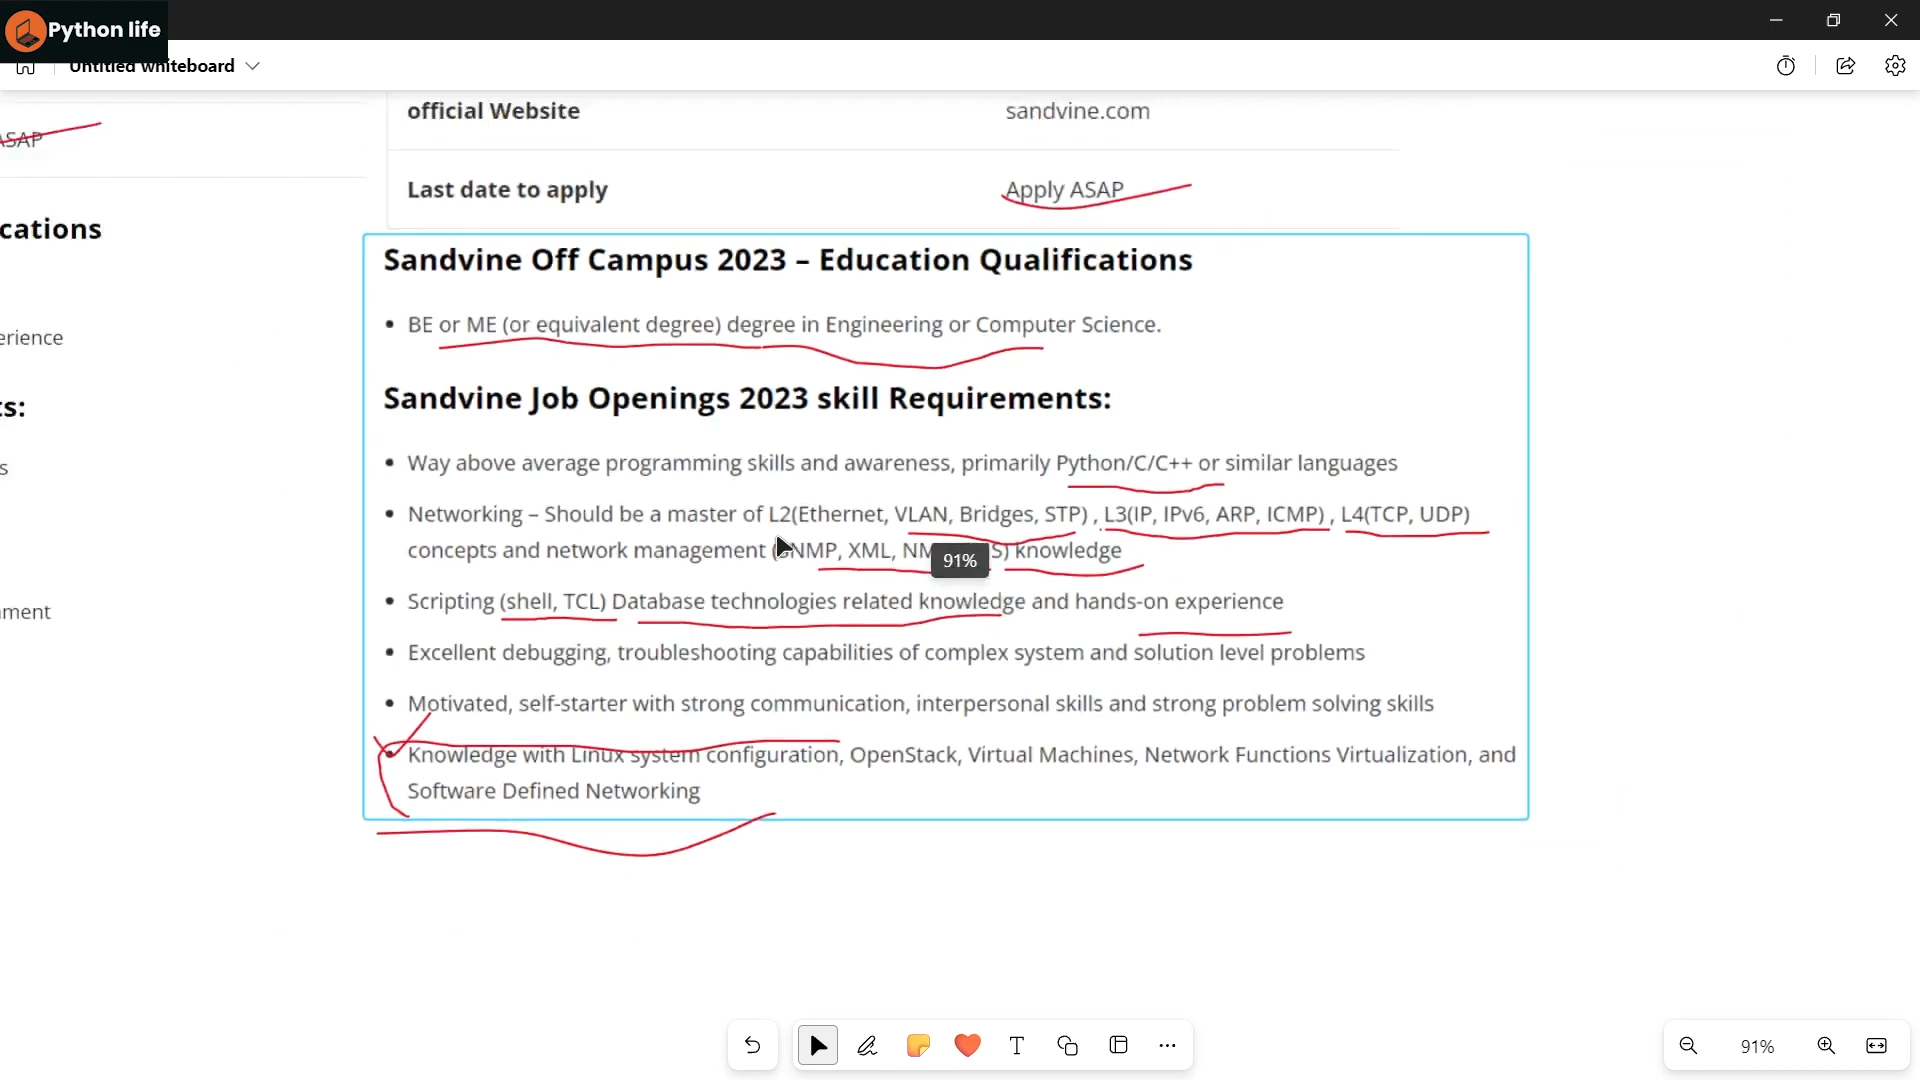 Python life
Untitled whiteboard
official Website sandvine.com
ASAP
Last date to apply Apply ASAP
cations
Sandvine Off Campus 2023 – Education Qualifications
• BE or ME (or equivalent degree) degree in Engineering or Computer Science.
erience
Sandvine Job Openings 2023 skill Requirements:
ts:
• Way above average programming skills and awareness, primarily Python/C/C++ or similar languages
s
• Networking – Should be a master of L2(Ethernet, VLAN, Bridges, STP) , L3(IP, IPv6, ARP, ICMP) , L4(TCP, UDP)
concepts and network management (SNMP, XML, knowledge
91%
• Scripting (shell, TCL) Database technologies related knowledge and hands-on experience
nment
• Excellent debugging, troubleshooting capabilities of complex system and solution level problems
• Motivated, self-starter with strong communication, interpersonal skills and strong problem solving skills
• Knowledge with Linux system configuration, OpenStack, Virtual Machines, Network Functions Virtualization, and
Software Defined Networking
91%